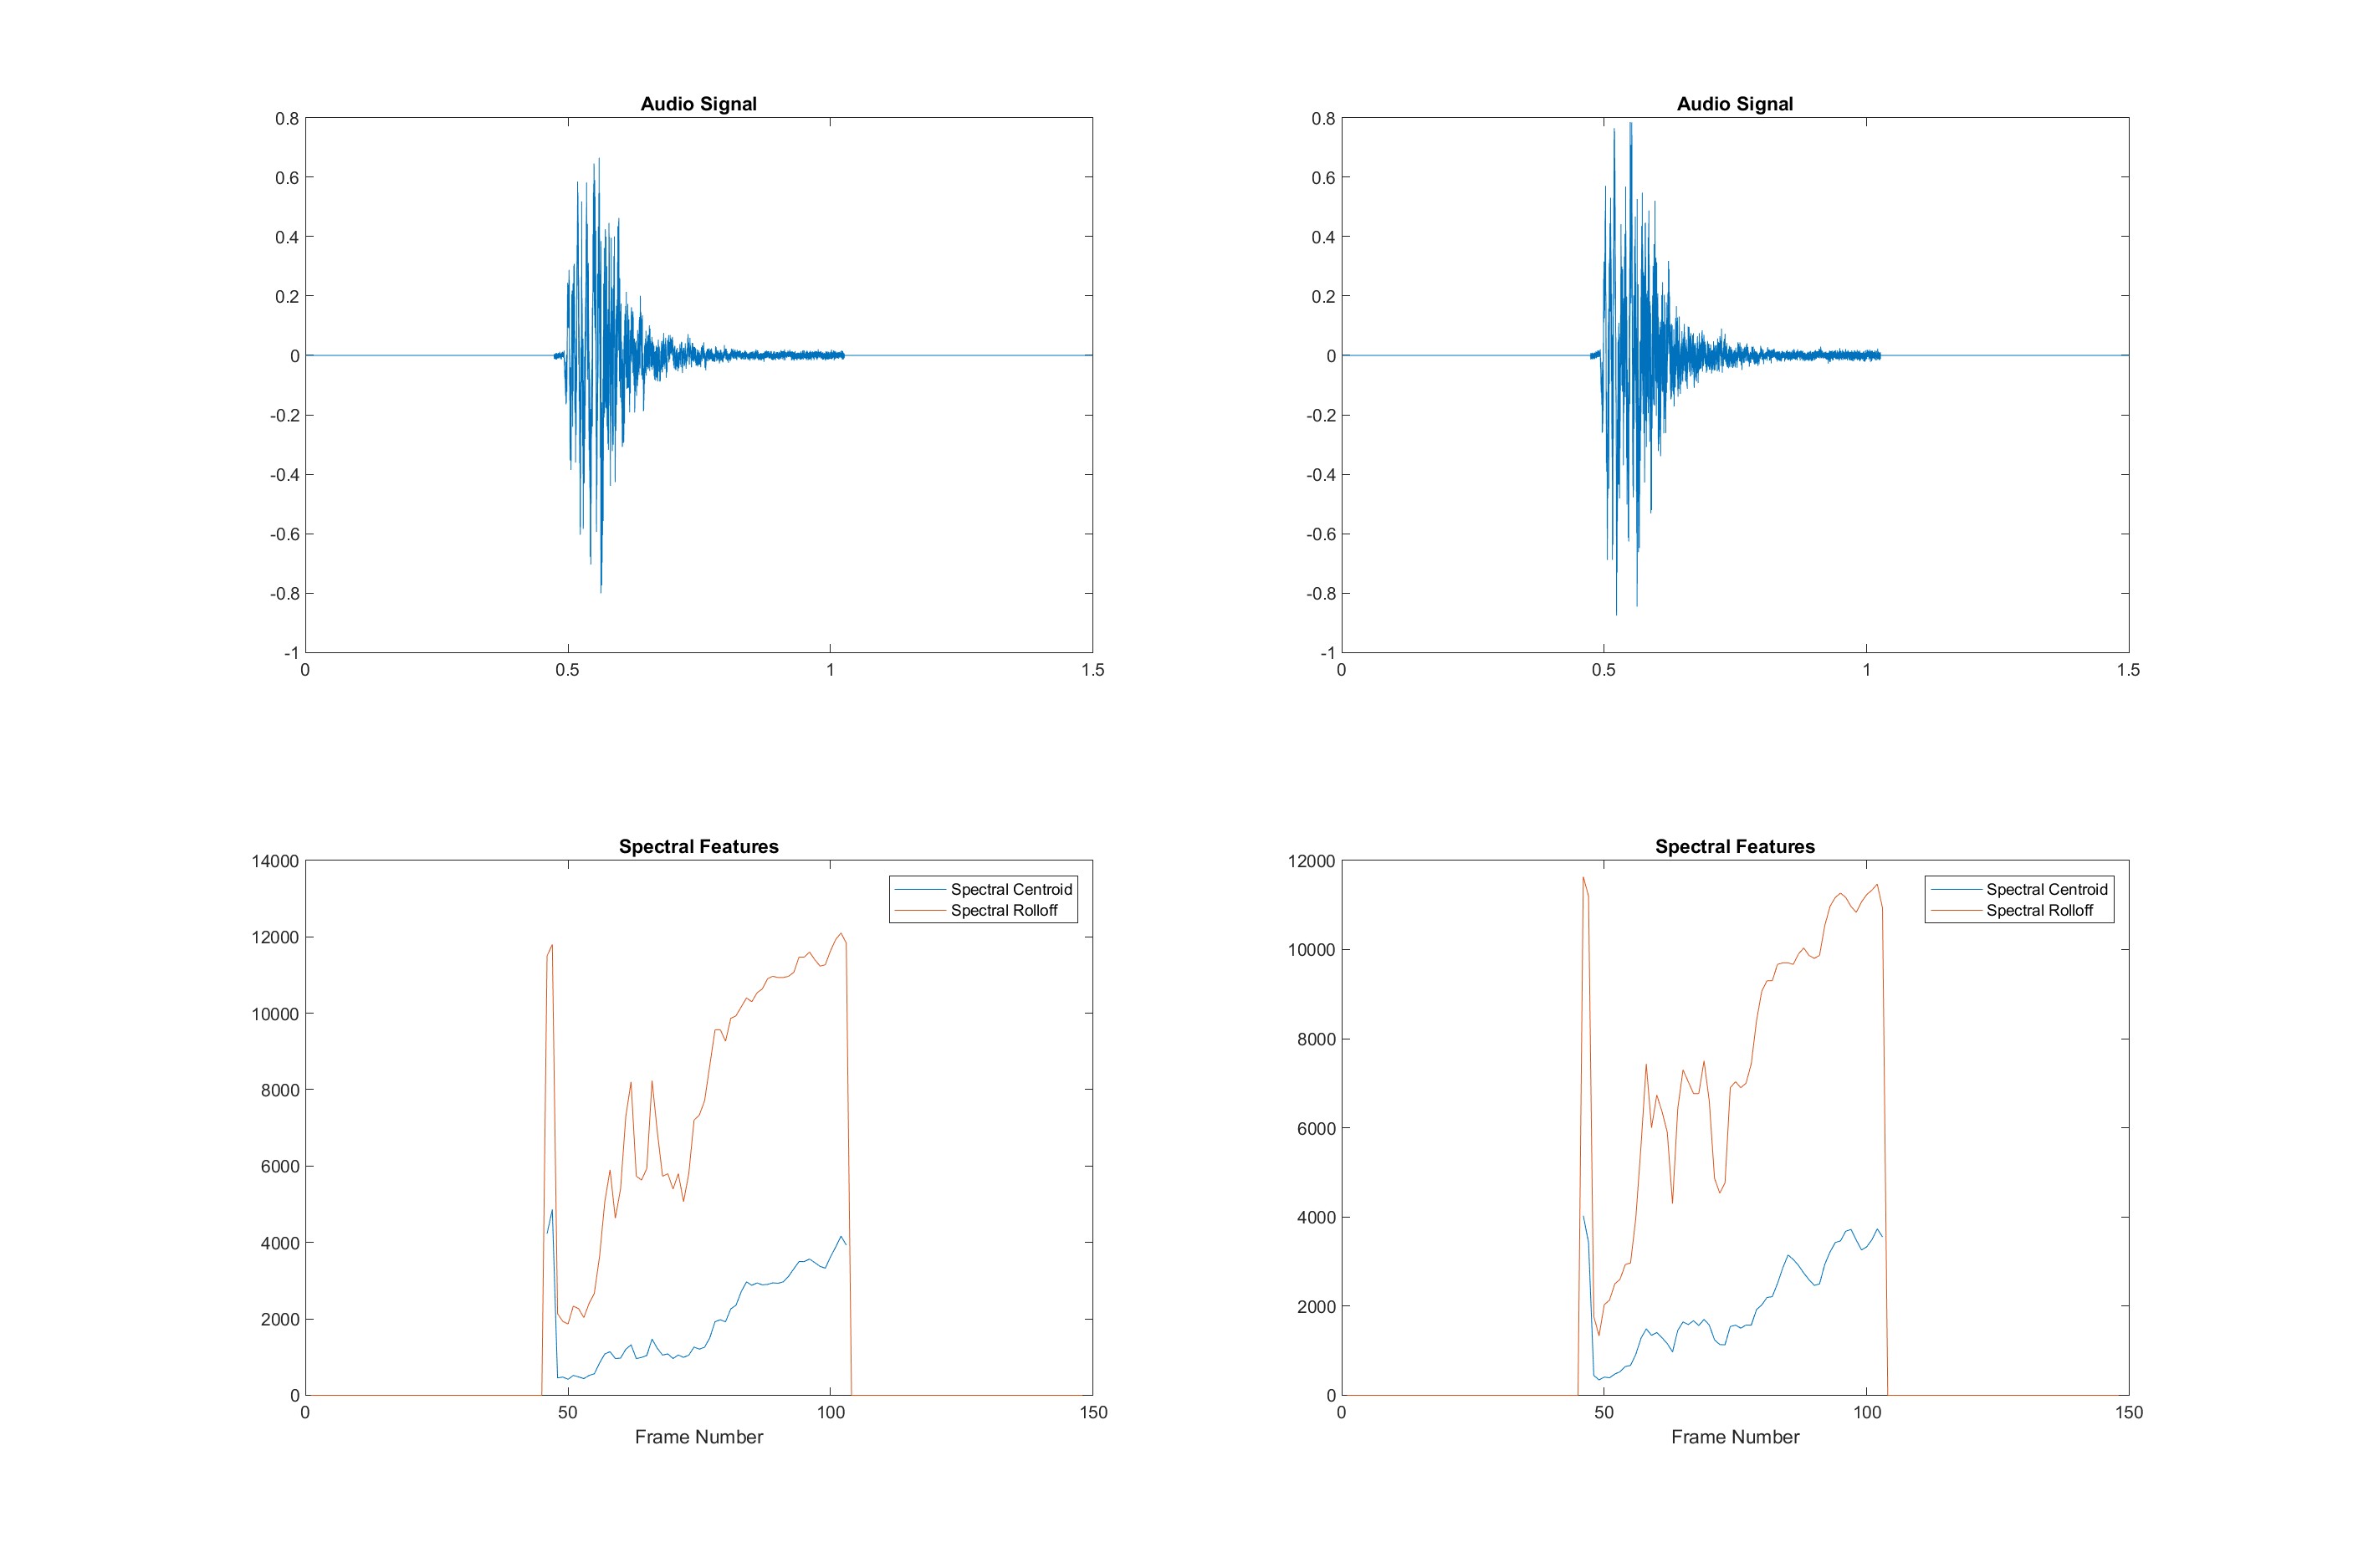 Audio Signal
0.8
0.6
0.4
0.2
0
-0.2
-0.4
-0.6
-0.8
-1
0 0.5 1 1.5
Audio Signal
0.8
0.6
0.4
0.2
0
-0.2
-0.4
-0.6
-0.8
-1
0 0.5 1 1.5
Spectral Features
14000
12000
10000
8000
6000
4000
2000
0
Spectral Centroid
Spectral Rolloff
0 50 100 150
Frame Number
Spectral Features
12000
10000
8000
6000
4000
2000
0
Spectral Centroid
Spectral Rolloff
0 50 100 150
Frame Number